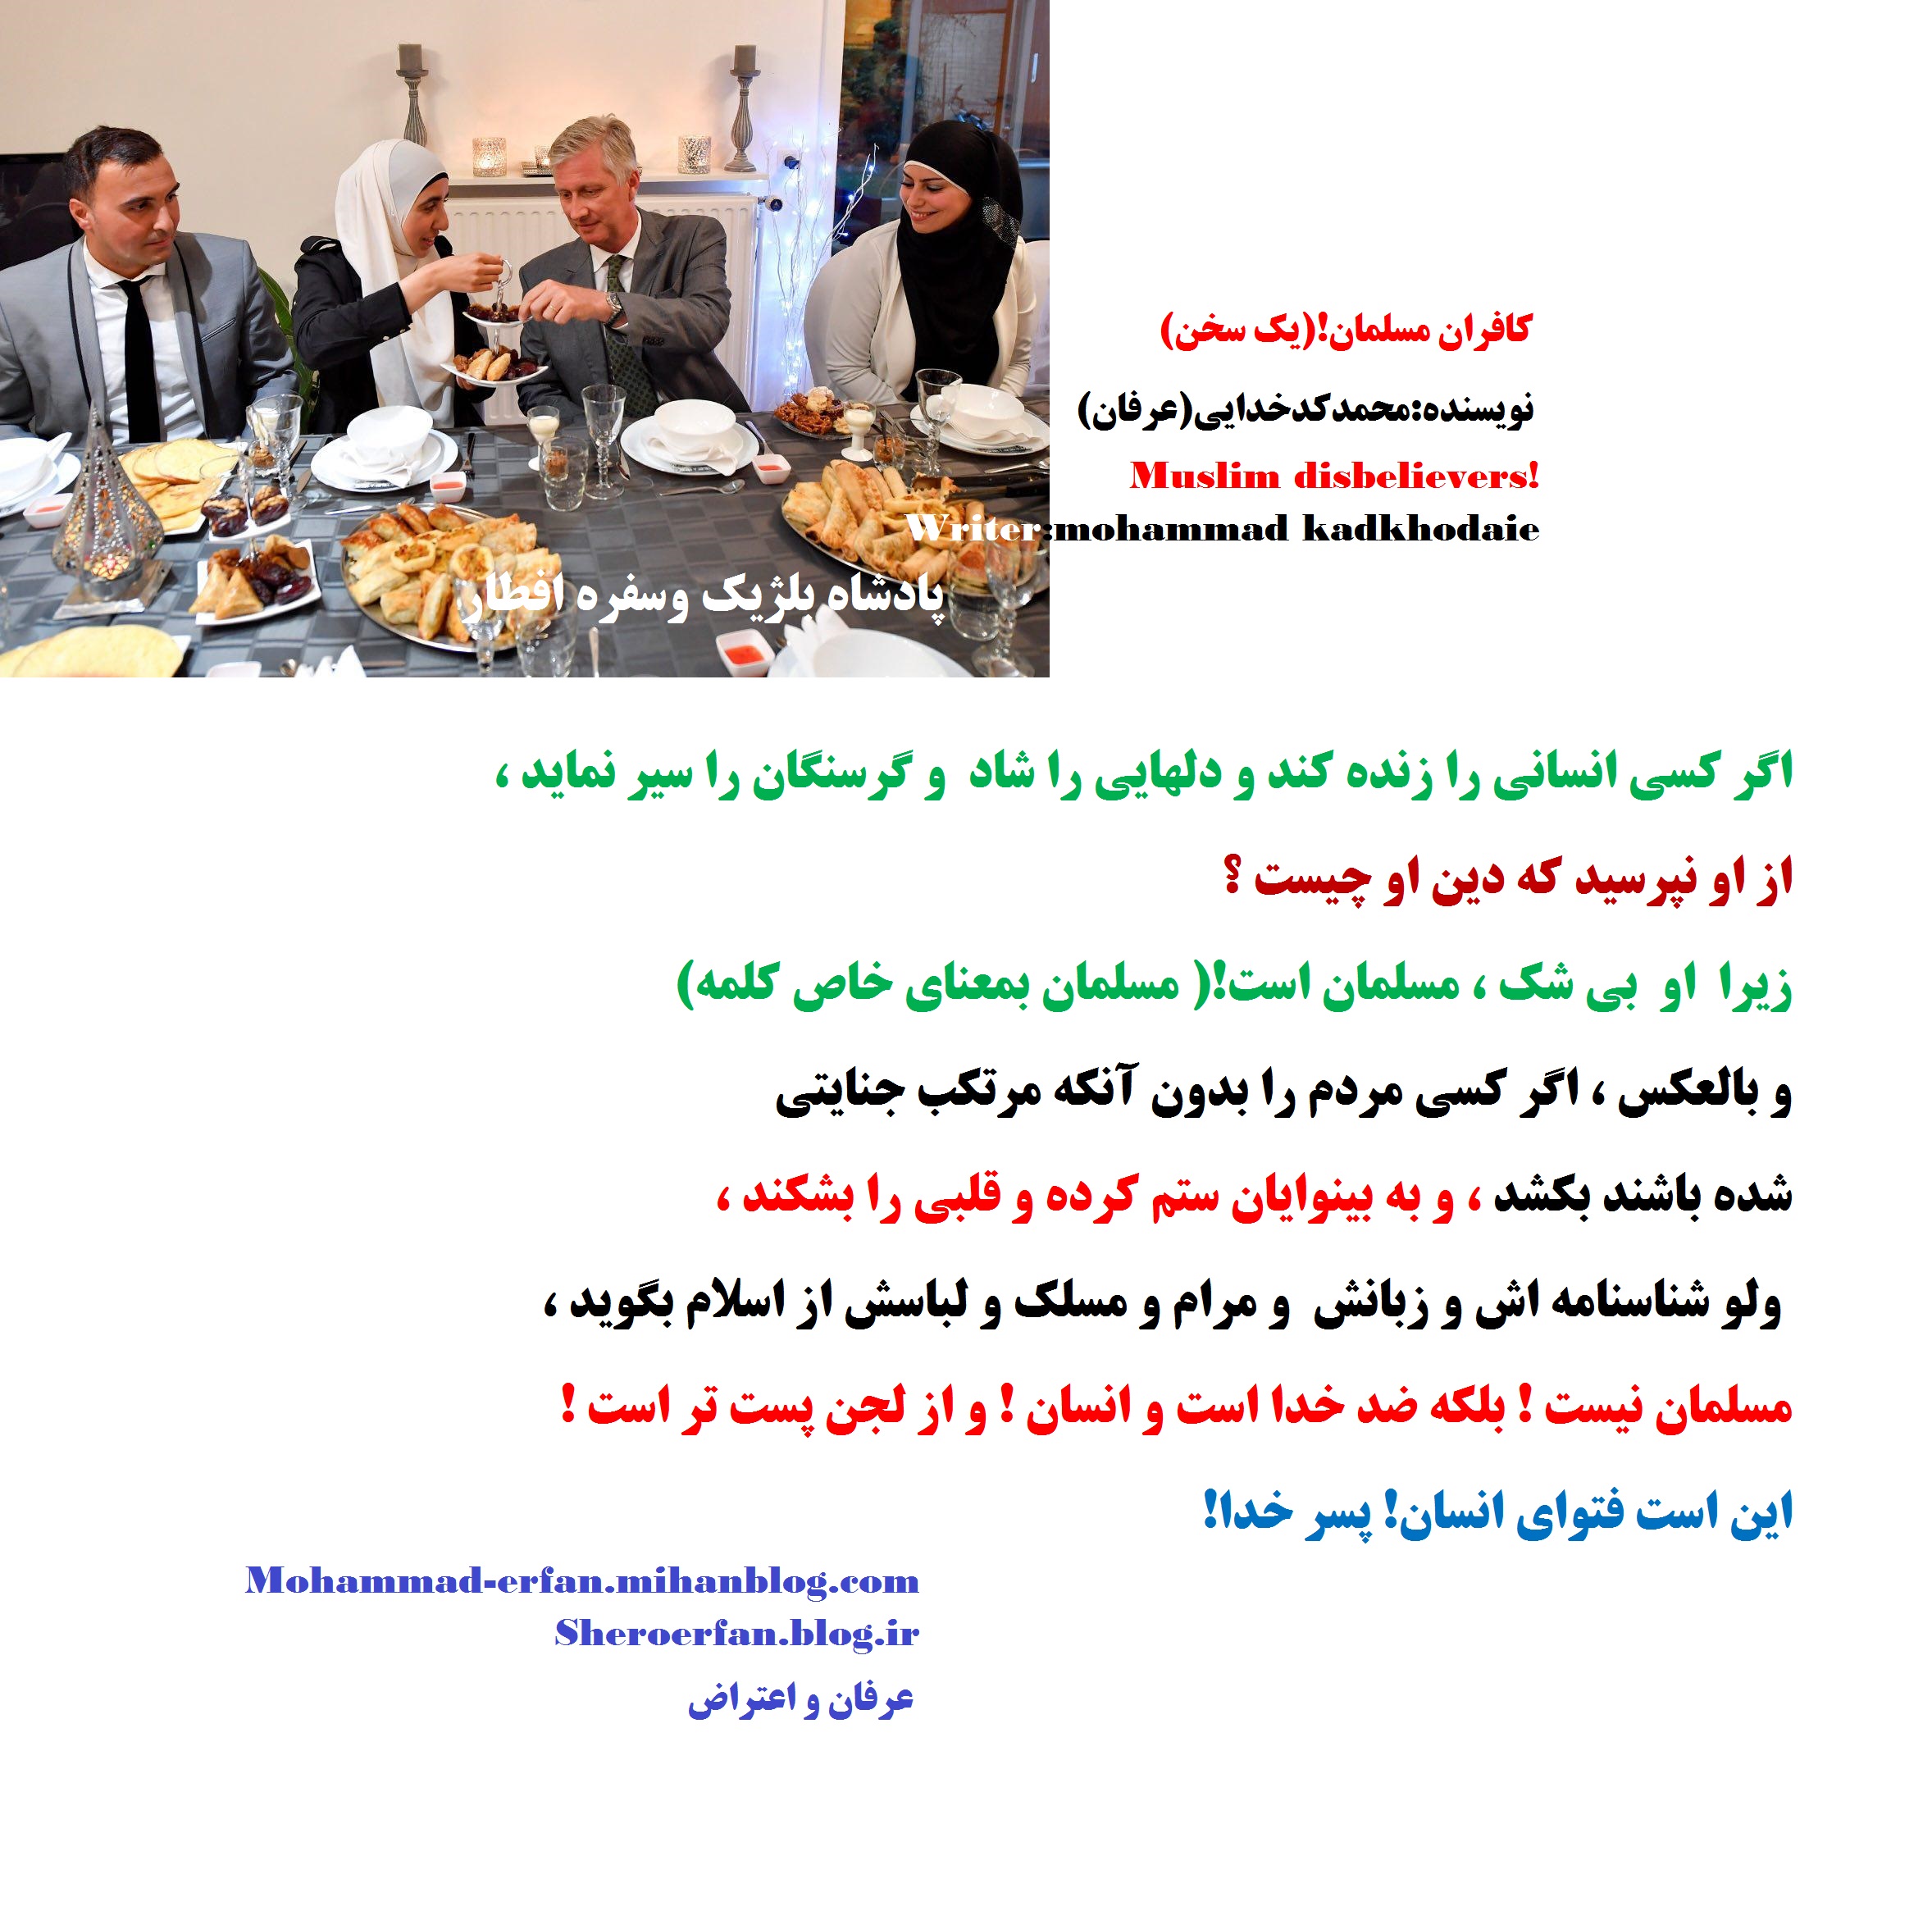 کافران مسلمان!(یک سخن)
نویسنده:محمدکدخدایی(عرفان)
Muslim disbelievers!
Writer:mohammad kadkhodaie
پادشاه بلژیک وسفره افطار
اگر کسی انسانی را زنده کند و دلهایی را شاد و گرسنگان را سیر نماید ،
از او نپرسید که دین او چیست ؟
زیرا او بی شک ، مسلمان است!( مسلمان بمعنای خاص کلمه)
و بالعکس ، اگر کسی مردم را بدون آنکه مرتکب جنایتی
شده باشند بکشد ، و به بینوایان ستم کرده و قلبی را بشکند ،
ولو شناسنامه اش و زبانش و مرام و مسلک و لباسش از اسلام بگوید ،
مسلمان نیست ! بلکه ضد خدا است و انسان ! و از لجن پست تر است !
این است فتوای انسان! پسر خدا!
Mohammad-erfan.mihanblog.com
Sheroerfan.blog.ir
عرفان و اعتراض